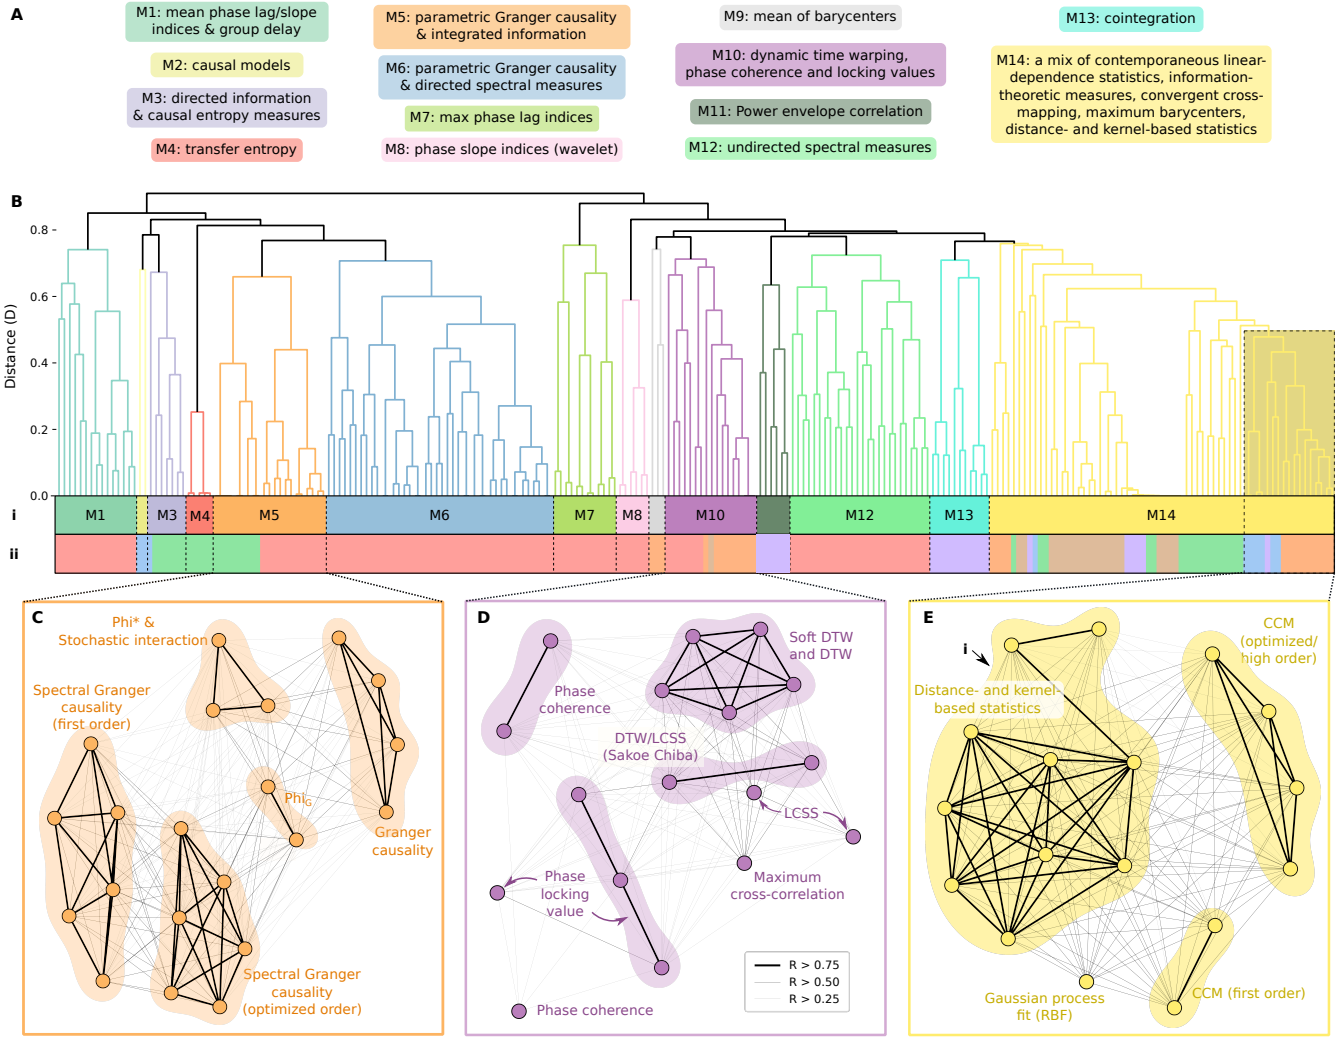 A
M1: mean phase lag/slope
indices & group delay
M2: causal models
M3: directed information
& causal entropy measures
M4: transfer entropy
M5: parametric Granger causality
& integrated information
M6: parametric Granger causality
& directed spectral measures
M7: max phase lag indices
M8: phase slope indices (wavelet)
M9: mean of barycenters
M10: dynamic time warping,
phase coherence and locking values
M11: Power envelope correlation
M12: undirected spectral measures
M13: cointegration
M14: a mix of contemporaneous linear-
dependence statistics, information-
theoretic measures, convergent cross-
mapping, maximum barycenters,
distance- and kernel-based statistics
B
Distance (D)
0.8
0.6
0.4
0.2
0.0
i
M1
M3
M4
M5
M6
M7
M8
M10
M12
M13
M14
ii
C
Phi* &
Stochastic interaction
Spectral Granger
causality
(first order)
Phi_G
Granger
causality
Spectral Granger
causality
(optimized order)
D
Soft DTW
and DTW
Phase
coherence
DTW/LCSS
(Sakoe Chiba)
LCSS
Phase
locking
value
Maximum
cross-correlation
Phase coherence
R > 0.75
R > 0.50
R > 0.25
E
i
CCM
(optimized/
high order)
Distance- and kernel-
based statistics
Gaussian process
fit (RBF)
CCM (first order)